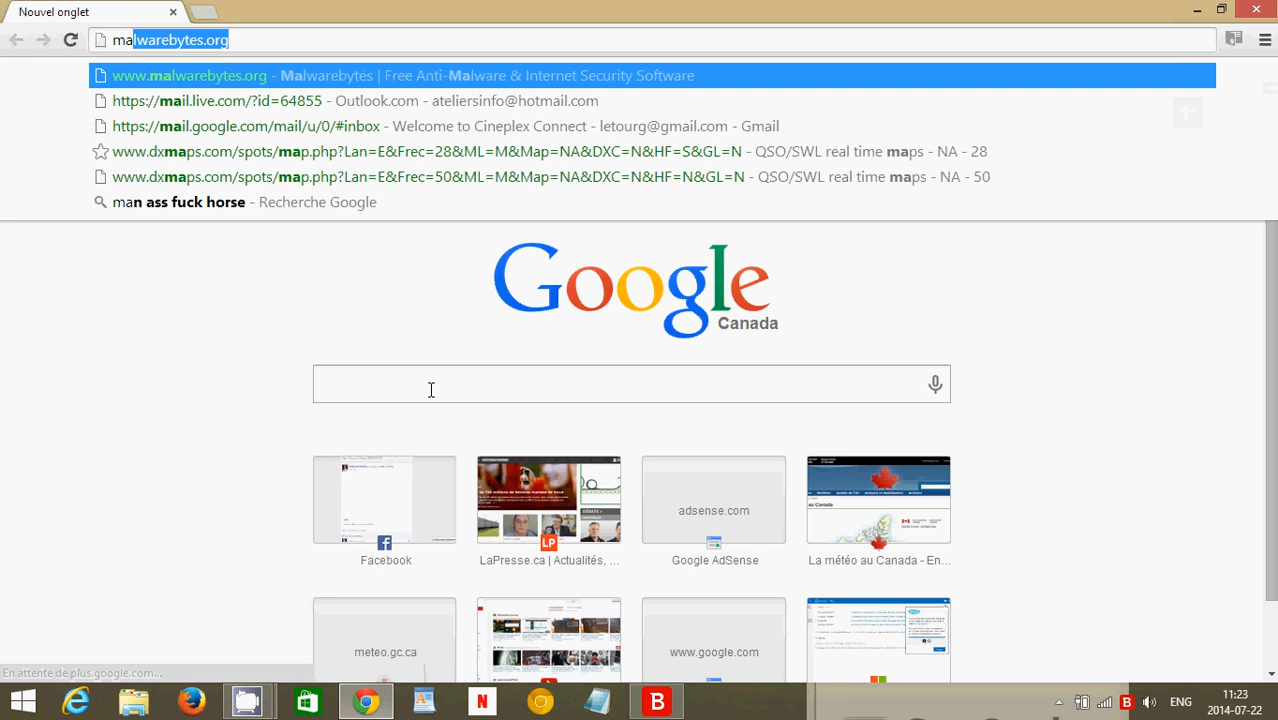 Nouvel onglet
malwarebytes.org
www.malwarebytes.org - Malwarebytes | Free Anti-Malware & Internet Security Software
https://mail.live.com/?id=64855 - Outlook.com - ateliersinfo@hotmail.com
https://mail.google.com/mail/u/0/#inbox - Welcome to Cineplex Connect - letourg@gmail.com - Gmail
www.dxmaps.com/spots/map.php?Lan=E&Frec=28&ML=M&Map=NA&DXC=N&HF=S&GL=N - QSO/SWL real time maps - NA - 28
www.dxmaps.com/spots/map.php?Lan=E&Frec=50&ML=M&Map=NA&DXC=N&HF=N&GL=N - QSO/SWL real time maps - NA - 50
man ass fuck horse - Recherche Google
Google
Canada
adsense.com
LP
Facebook
LaPresse.ca | Actualités, ...
Google AdSense
La météo au Canada - En...
meteo.gc.ca
www.google.com
En attente de plus.google.com...
N
B
B
ENG
11:23
2014-07-22